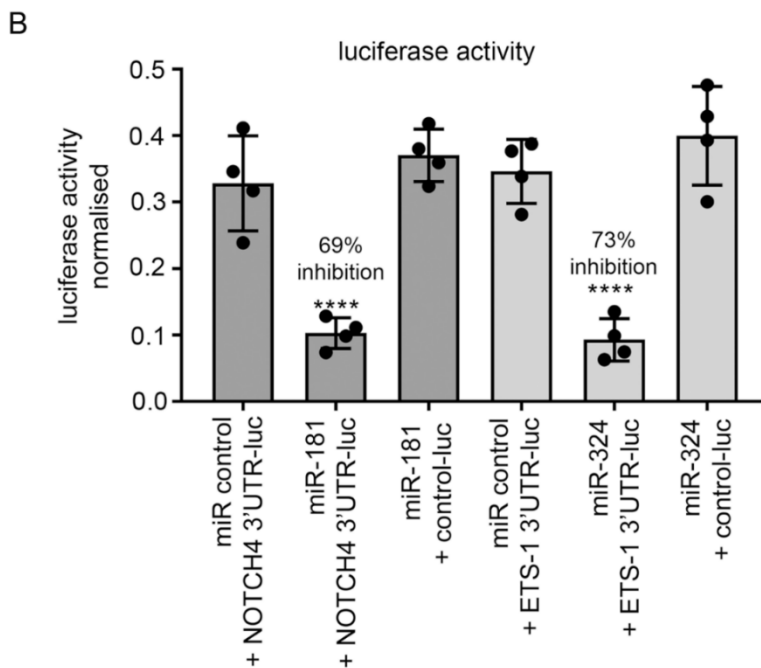 B
luciferase activity
luciferase activity
normalised
0.5
0.4
0.3
0.2
0.1
0.0
69%
inhibition
****
73%
inhibition
****
miR control
+ NOTCH4 3'UTR-luc
miR-181
+ NOTCH4 3'UTR-luc
miR-181
+ control-luc
miR control
+ ETS-1 3'UTR-luc
miR-324
+ ETS-1 3'UTR-luc
miR-324
+ control-luc